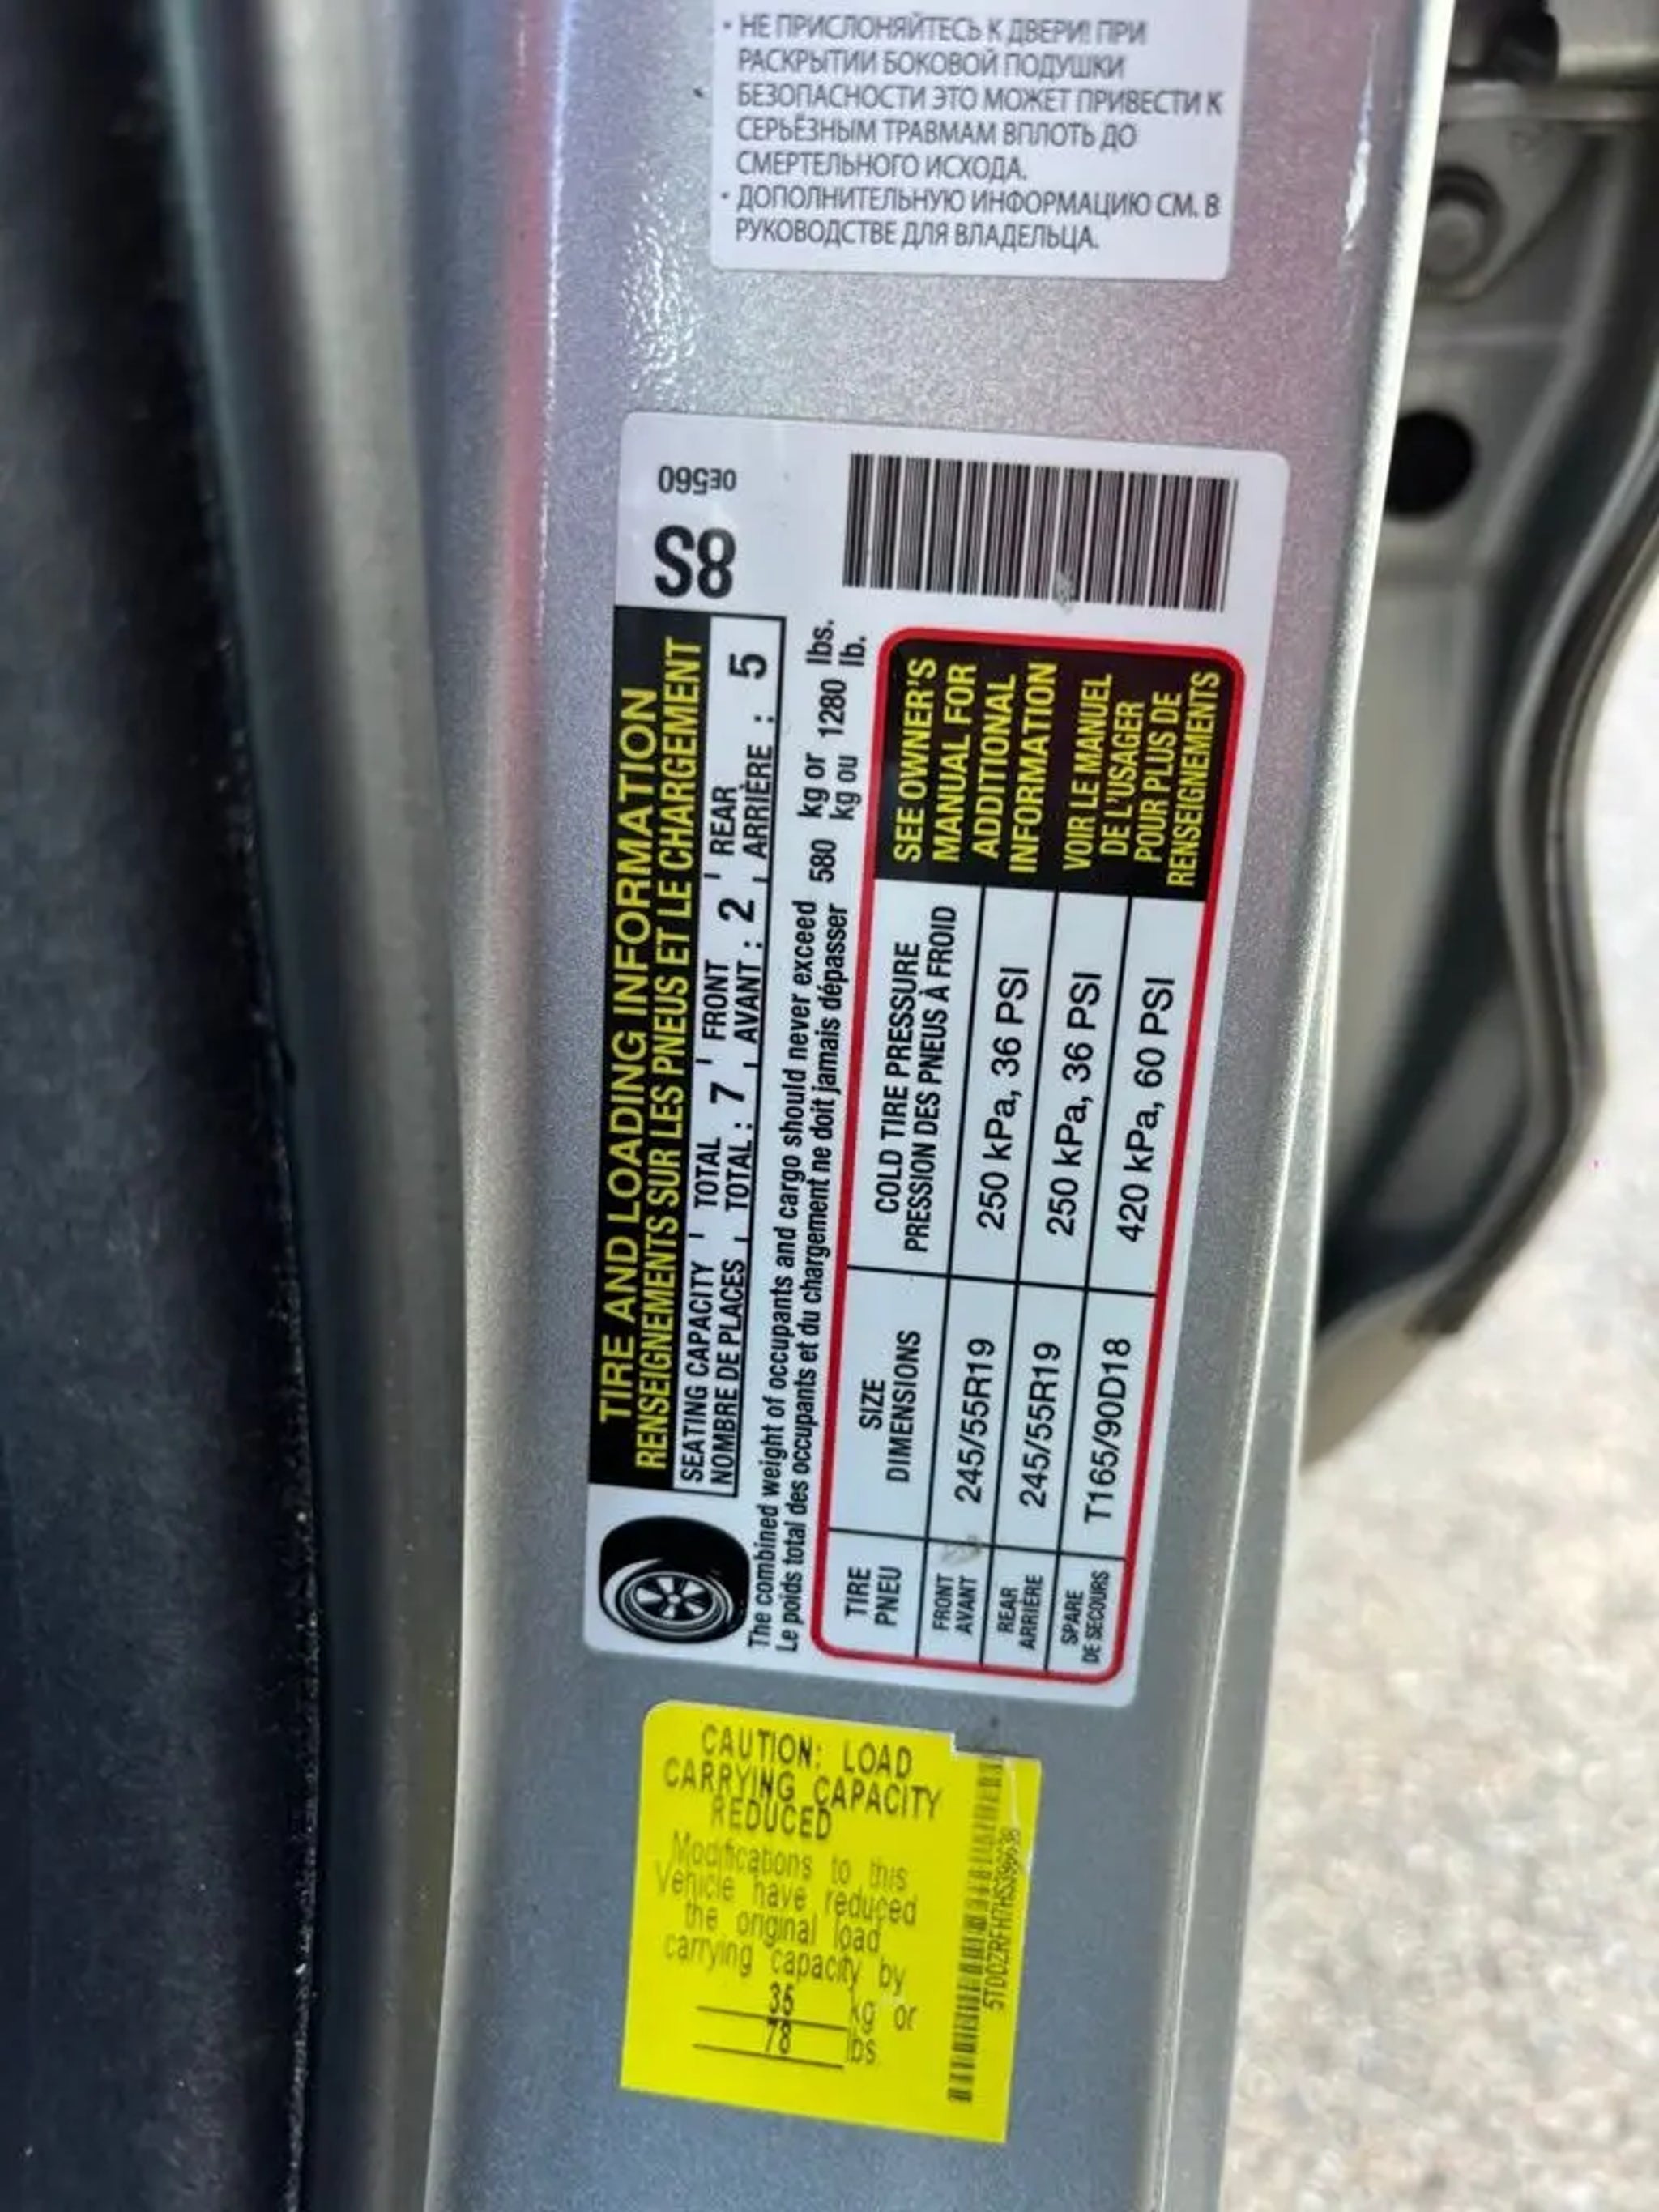 • НЕ ПРИСЛОНЯЙТЕСЬ К ДВЕРИ! ПРИ
РАСКРЫТИИ БОКОВОЙ ПОДУШКИ
БЕЗОПАСНОСТИ ЭТО МОЖЕТ ПРИВЕСТИ К
СЕРЬЁЗНЫМ ТРАВМАМ ВПЛОТЬ ДО
СМЕРТЕЛЬНОГО ИСХОДА.
• ДОПОЛНИТЕЛЬНУЮ ИНФОРМАЦИЮ СМ. В
РУКОВОДСТВЕ ДЛЯ ВЛАДЕЛЬЦА.
TIRE AND LOADING INFORMATION
RENSEIGNEMENTS SUR LES PNEUS ET LE CHARGEMENT
8S
0E560
SEATING CAPACITY TOTAL FRONT REAR
NOMBRE DE PLACES TOTAL : 7 AVANT : 2 ARRIÈRE : 5
The combined weight of occupants and cargo should never exceed 580 kg or 1280 lbs.
Le poids total des occupants et du chargement ne doit jamais dépasser kg ou lb.
TIRE SIZE COLD TIRE PRESSURE
PNEU DIMENSIONS PRESSION DES PNEUS À FROID
FRONT
AVANT 245/55R19 250 kPa, 36 PSI
REAR
ARRIÈRE 245/55R19 250 kPa, 36 PSI
SPARE
DE SECOURS T165/90D18 420 kPa, 60 PSI
SEE OWNER'S
MANUAL FOR
ADDITIONAL
INFORMATION
VOIR LE MANUEL
DE L'USAGER
POUR PLUS DE
RENSEIGNEMENTS
CAUTION: LOAD
CARRYING CAPACITY
REDUCED
Modifications to this
Vehicle have reduced
the original load
carrying capacity by
35 kg or
78 lbs